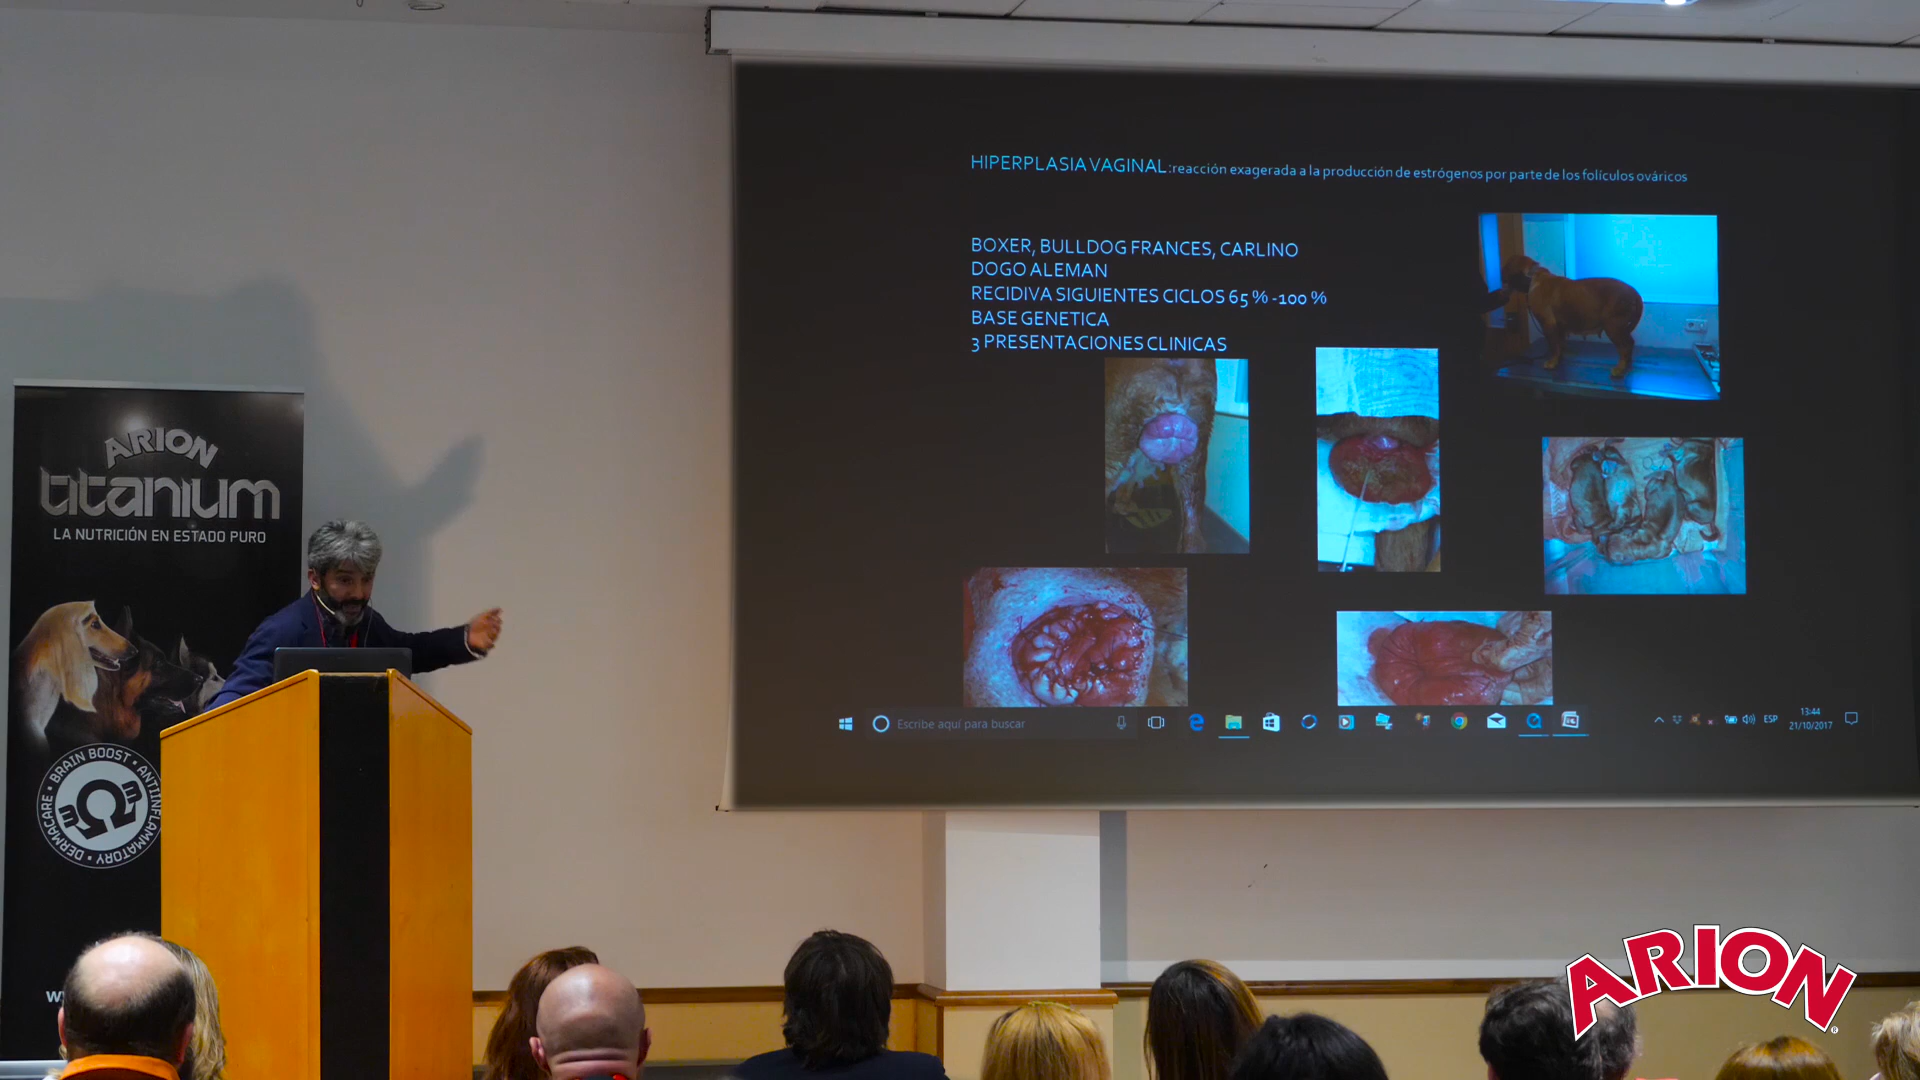 HIPERPLASIA VAGINAL:reacción exagerada a la producción de estrógenos por parte de los folículos ováricos
BOXER, BULLDOG FRANCES, CARLINO
DOGO ALEMAN
RECIDIVA SIGUIENTES CICLOS 65 % -100 %
BASE GENETICA
3 PRESENTACIONES CLINICAS
Escribe aquí para buscar
ESP
13:44
21/10/2017
ARION
titanium
LA NUTRICIÓN EN ESTADO PURO
BRAIN BOOST • ANTIINFLAMMATORY • DERMACARE •
3Ω3
ARION®